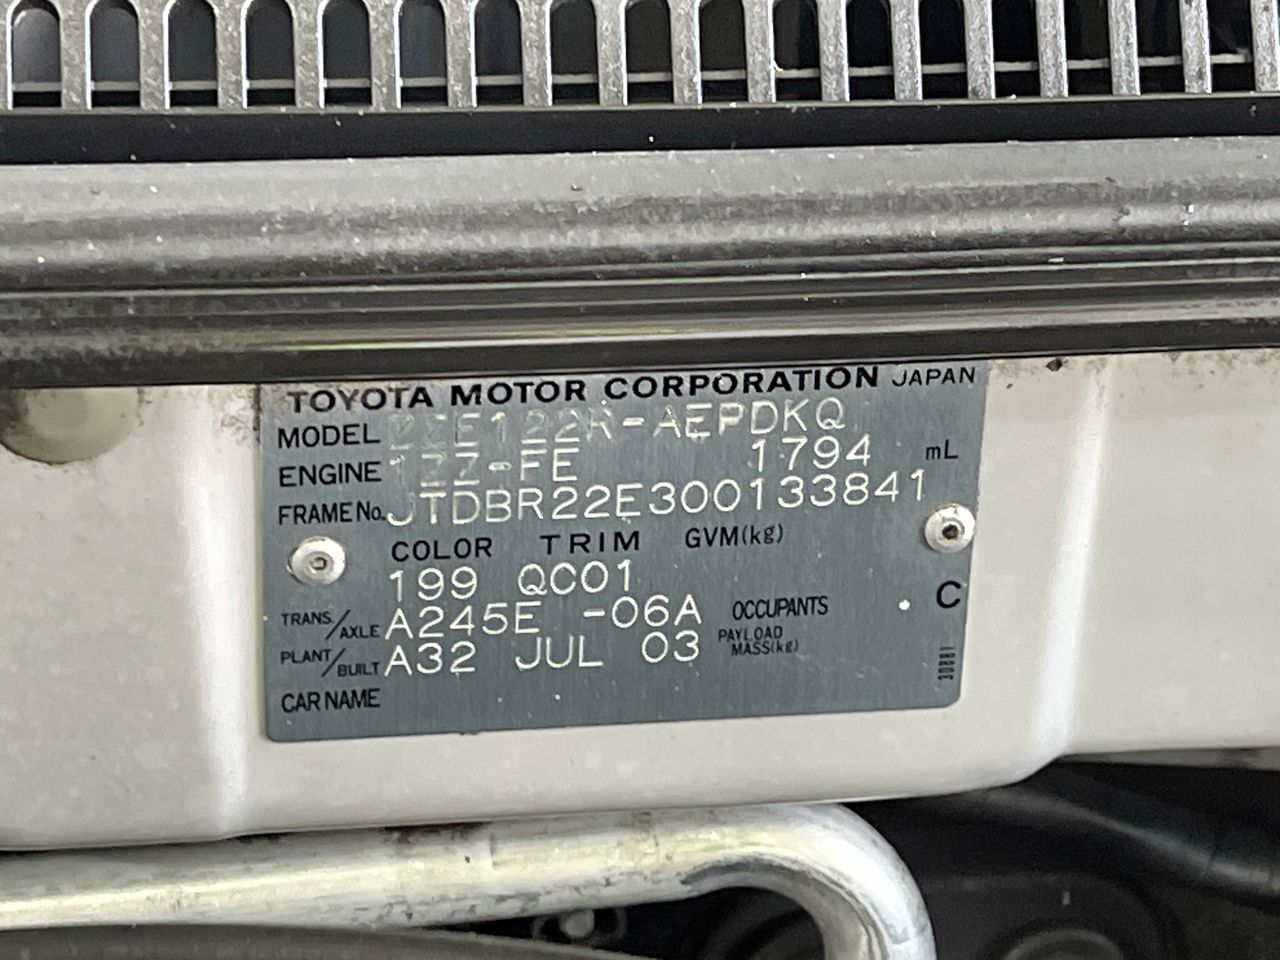 TOYOTA MOTOR CORPORATION JAPAN
MODEL ZZE122R-AEPDKQ
ENGINE 1ZZ-FE 1794 mL
FRAME No. JTDBR22E300133841
COLOR TRIM GVM(kg)
199 QC01
TRANS./AXLE A245E -06A OCCUPANTS C
PLANT/BUILT A32 JUL 03 PAYLOAD MASS(kg)
CAR NAME